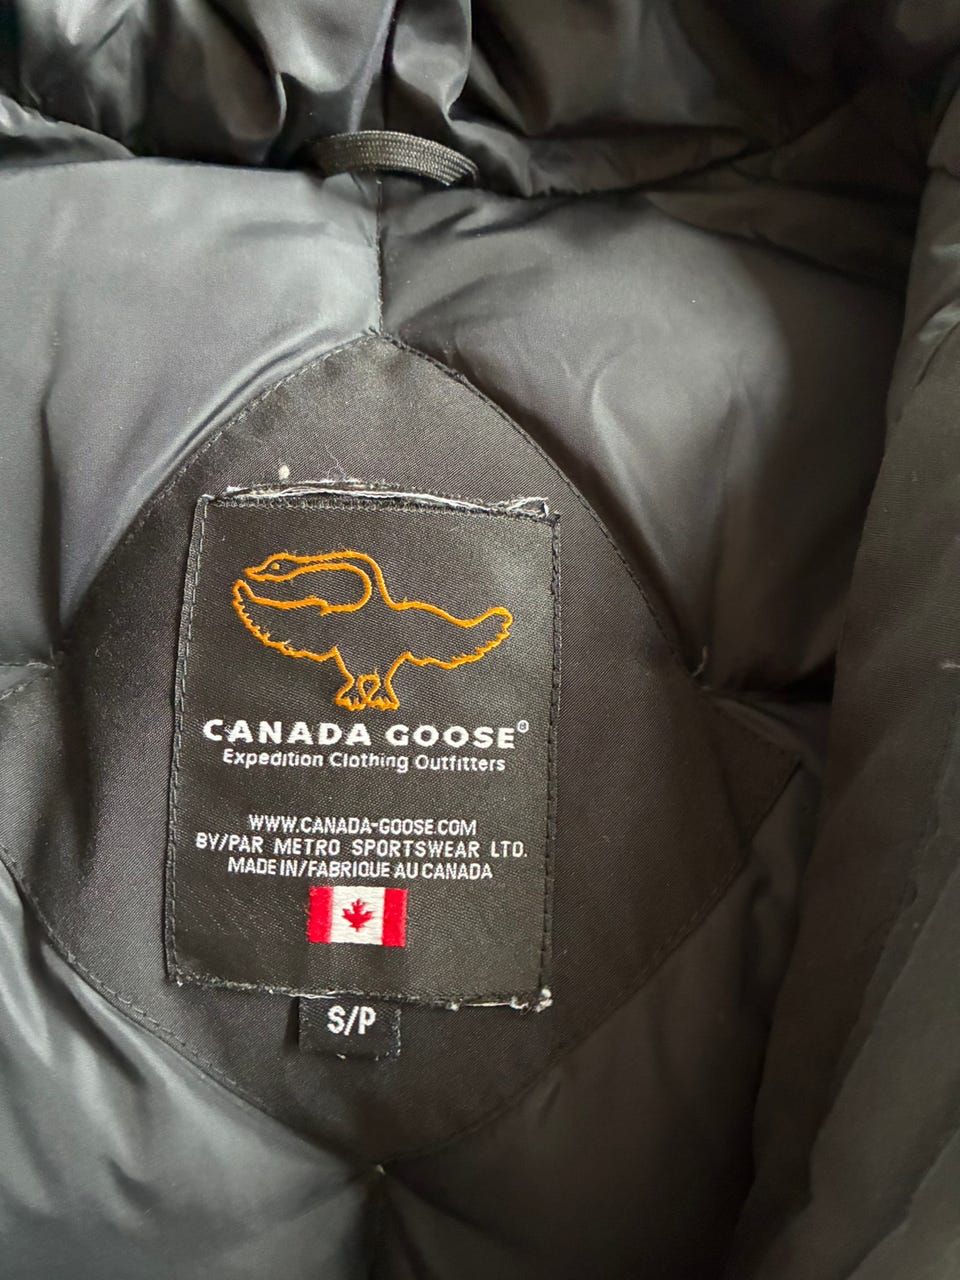 CANADA GOOSE®
Expedition Clothing Outfitters
WWW.CANADA-GOOSE.COM
BY/PAR METRO SPORTSWEAR LTD.
MADE IN/FABRIQUE AU CANADA
S/P